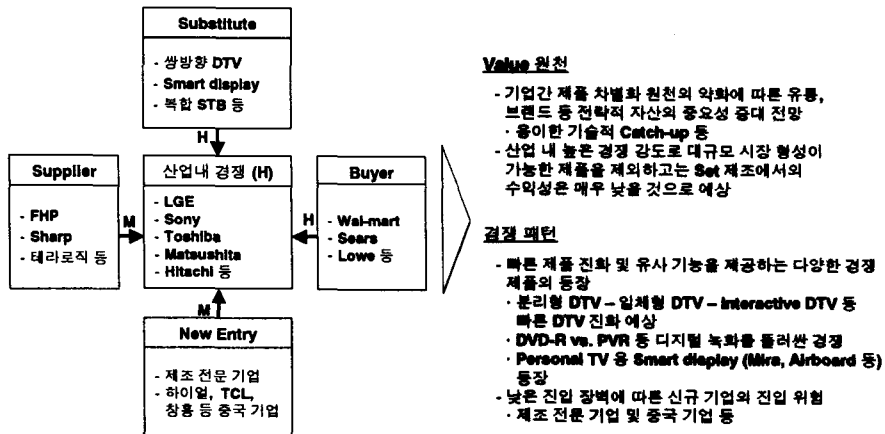 Substitute
- 쌍방향 DTV
- Smart display
- 복합 STB 등
H
Supplier
- FHP
- Sharp
- 테라로직 등
M
산업내 경쟁 (H)
- LGE
- Sony
- Toshiba
- Matsushita
- Hitachi 등
H
Buyer
- Wal-mart
- Sears
- Lowe 등
M
New Entry
- 제조 전문 기업
- 하이얼, TCL,
창홍 등 중국 기업
Value 원천
- 기업간 제품 차별화 원천의 약화에 따른 유통,
브랜드 등 전략적 자산의 중요성 증대 전망
· 용이한 기술적 Catch-up 등
- 산업 내 높은 경쟁 강도로 대규모 시장 형성이
가능한 제품을 제외하고는 Set 제조에서의
수익성은 매우 낮을 것으로 예상
경쟁 패턴
- 빠른 제품 진화 및 유사 기능을 제공하는 다양한 경쟁
제품의 등장
· 분리형 DTV – 일체형 DTV – Interactive DTV 등
빠른 DTV 진화 예상
· DVD-R vs. PVR 등 디지털 녹화를 둘러싼 경쟁
· Personal TV 용 Smart display (Mira, Airboard 등)
등장
- 낮은 진입 장벽에 따른 신규 기업의 진입 위험
· 제조 전문 기업 및 중국 기업 등